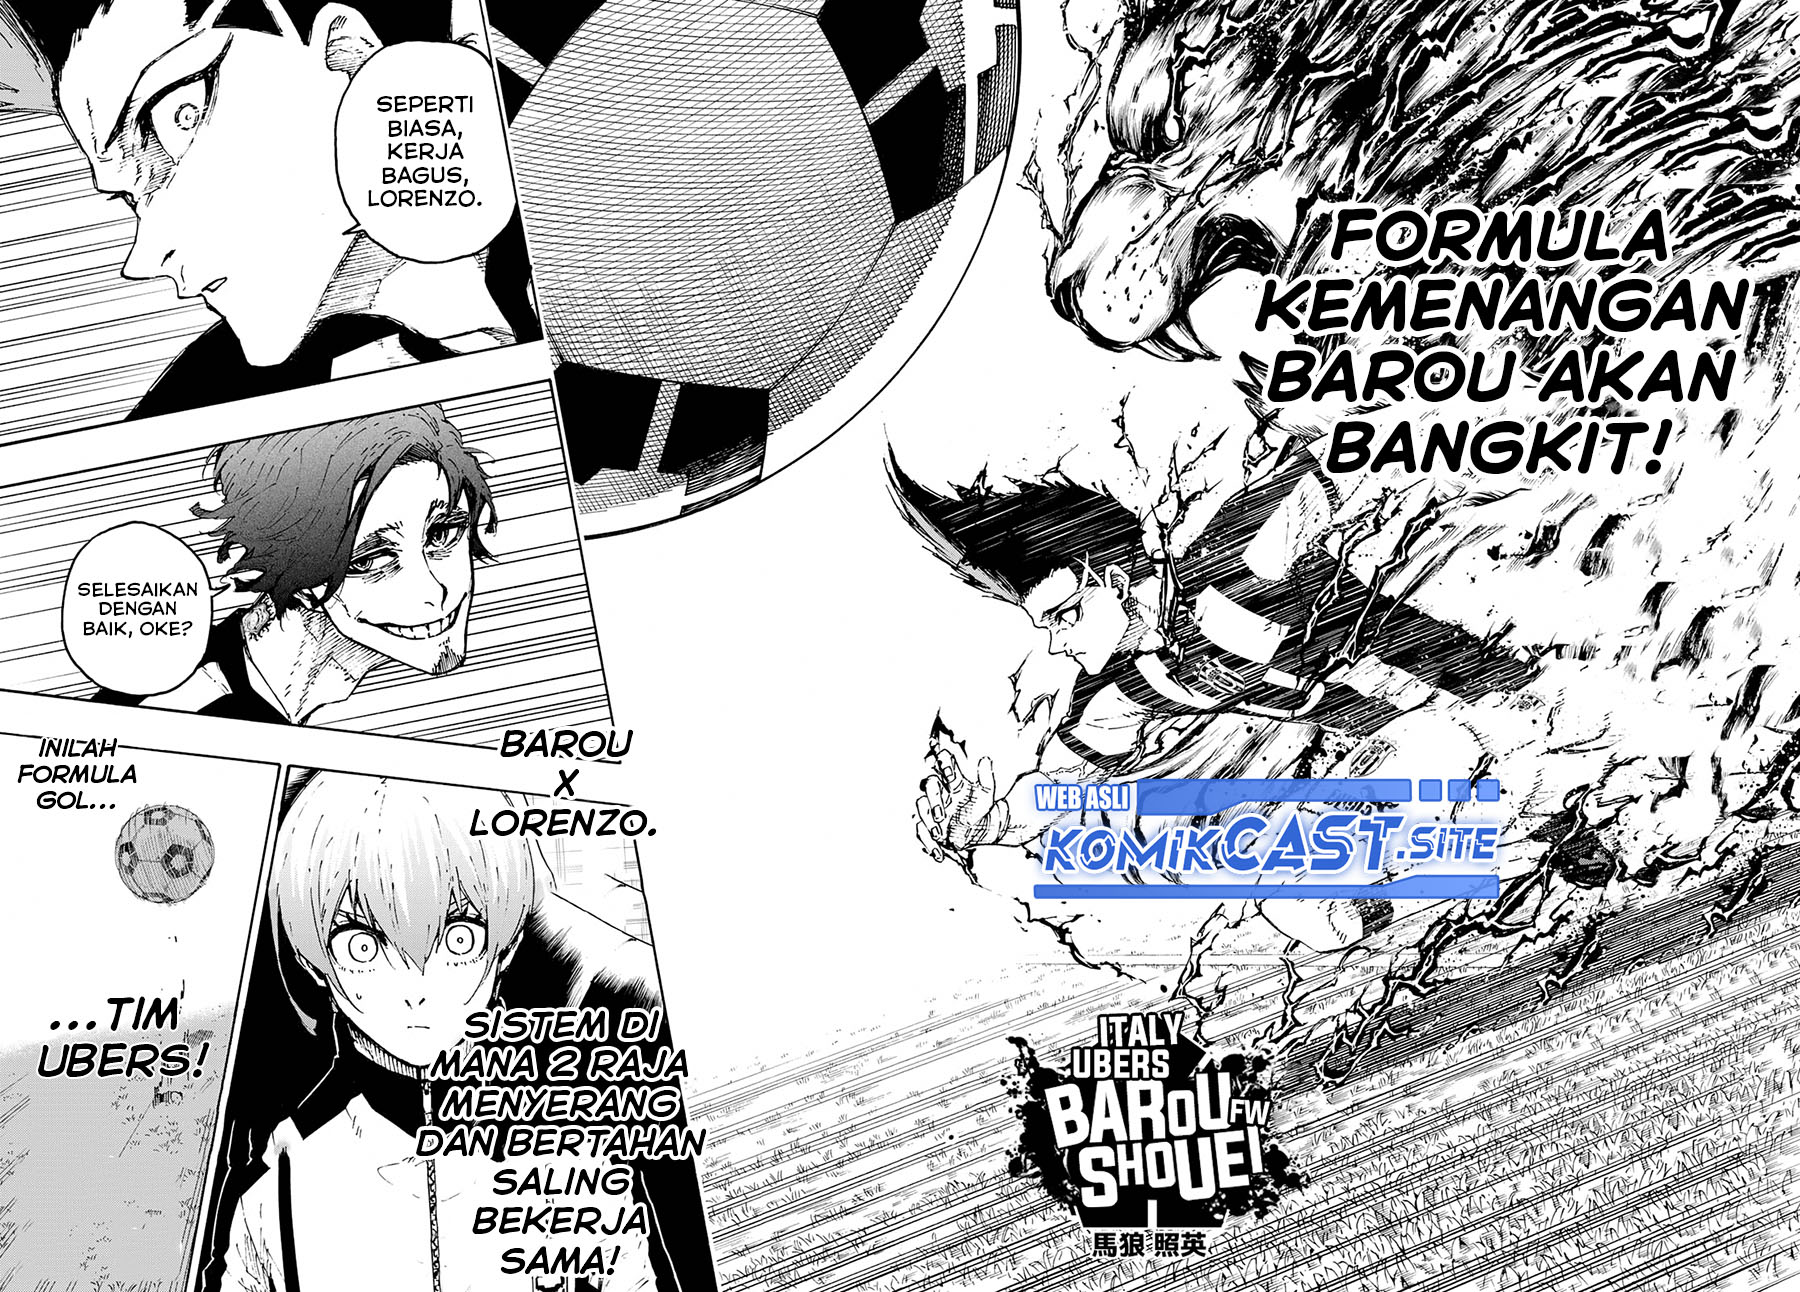 FORMULA
KEMENANGAN
BAROU AKAN
BANGKIT!
WEB ASLI
KOMIKCAST.SITE
ITALY
UBERS
BAROU FW
SHOUEI
馬狼 照英
SEPERTI
BIASA,
KERJA
BAGUS,
LORENZO.
SELESAIKAN
DENGAN
BAIK, OKE?
BAROU
X
LORENZO.
SISTEM DI
MANA 2 RAJA
MENYERANG
DAN BERTAHAN
SALING
BEKERJA
SAMA!
INILAH
FORMULA
GOL...
...TIM
UBERS!